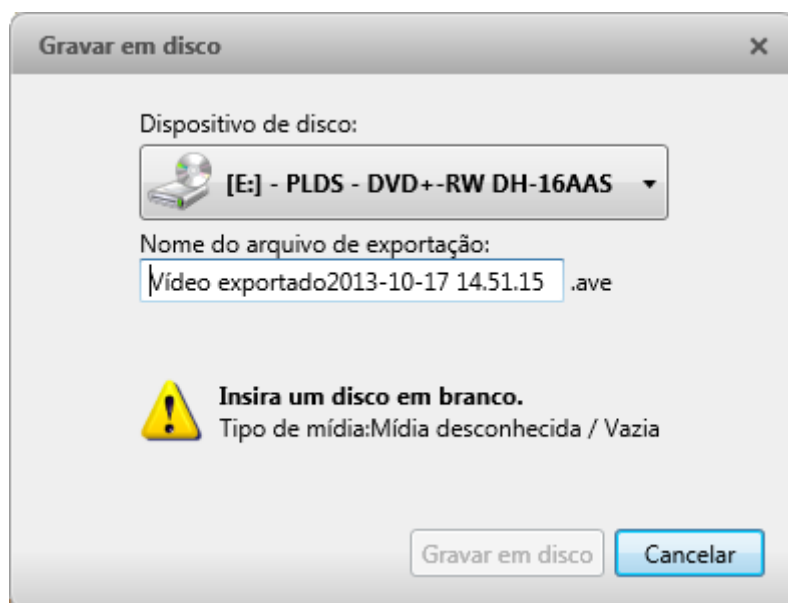 Gravar em disco
Dispositivo de disco:
[E:] - PLDS - DVD+-RW DH-16AAS
Nome do arquivo de exportação:
Vídeo exportado2013-10-17 14.51.15 .ave
Insira um disco em branco.
Tipo de mídia:Mídia desconhecida / Vazia
Gravar em disco Cancelar